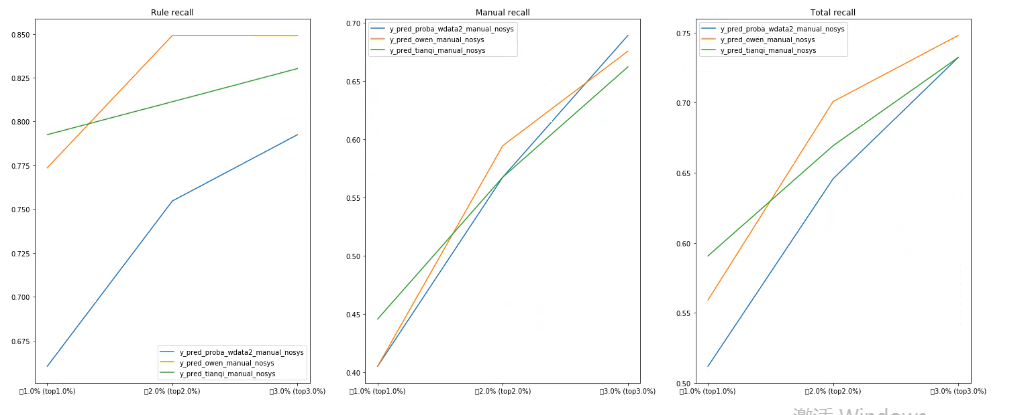 Rule recall
0.850
0.825
0.800
0.775
0.750
0.725
0.700
0.675
y_pred_proba_wdata2_manual_nosys
y_pred_owen_manual_nosys
y_pred_tianqi_manual_nosys
1.0% (top1.0%)
2.0% (top2.0%)
3.0% (top3.0%)
Manual recall
0.70
0.65
0.60
0.55
0.50
0.45
0.40
y_pred_proba_wdata2_manual_nosys
y_pred_owen_manual_nosys
y_pred_tianqi_manual_nosys
1.0% (top1.0%)
2.0% (top2.0%)
3.0% (top3.0%)
Total recall
0.75
0.70
0.65
0.60
0.55
0.50
y_pred_proba_wdata2_manual_nosys
y_pred_owen_manual_nosys
y_pred_tianqi_manual_nosys
1.0% (top1.0%)
2.0% (top2.0%)
3.0% (top3.0%)
激活 Windows